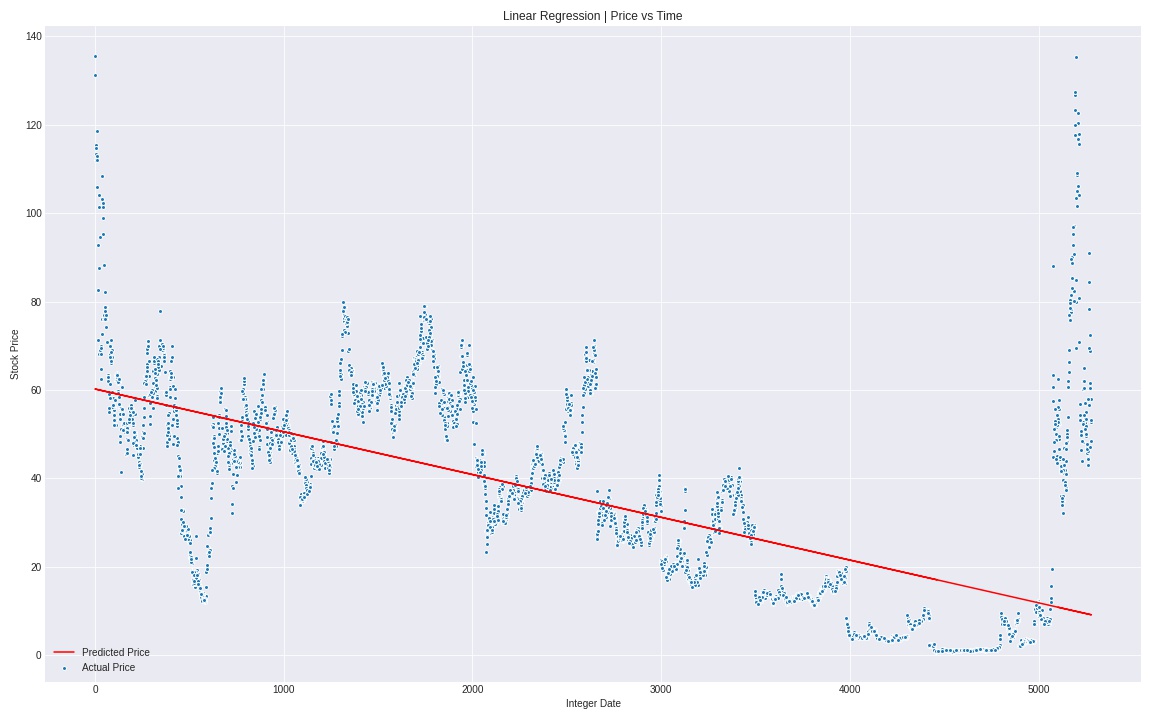 Linear Regression | Price vs Time
140
120
100
80
60
40
20
0
Stock Price
Predicted Price
Actual Price
0 1000 2000 3000 4000 5000
Integer Date